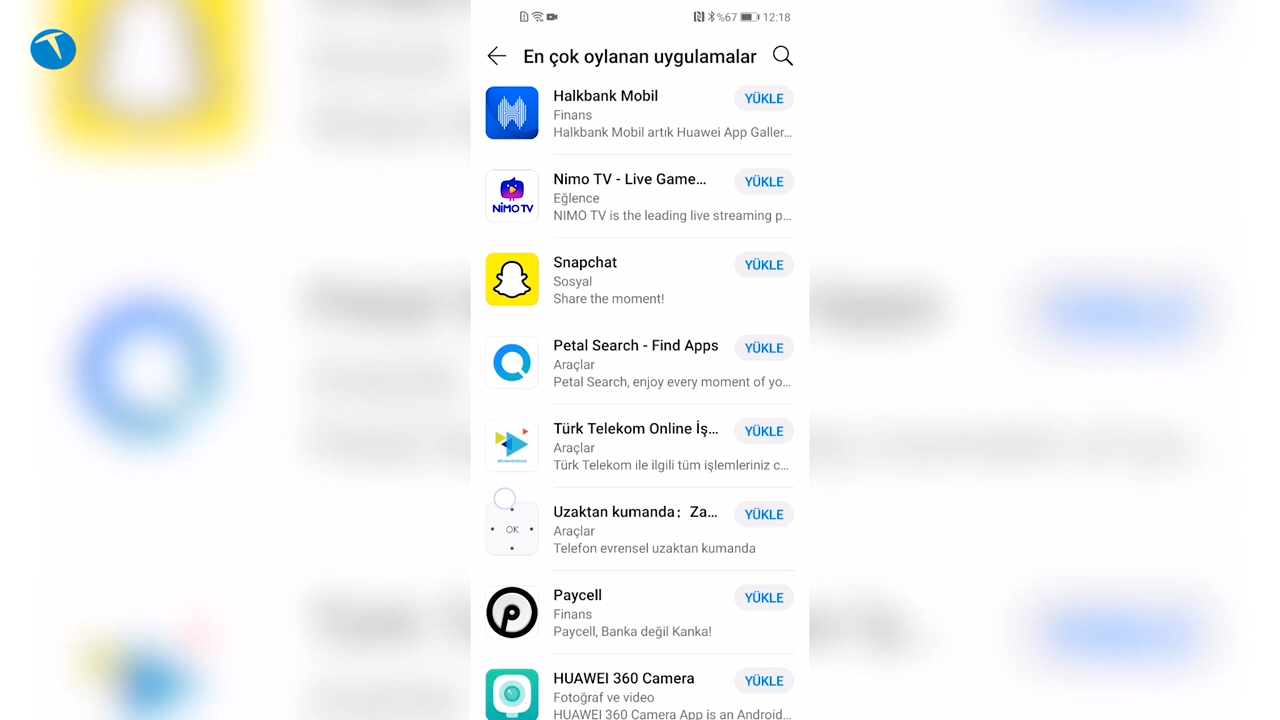 %67 12:18
En çok oylanan uygulamalar
Halkbank Mobil
YÜKLE
Finans
Halkbank Mobil artık Huawei App Galler...
NiMO TV
Nimo TV - Live Game...
YÜKLE
Eğlence
NIMO TV is the leading live streaming p...
Snapchat
YÜKLE
Sosyal
Share the moment!
Petal Search - Find Apps
YÜKLE
Araçlar
Petal Search, enjoy every moment of yo...
Türk Telekom Online İş...
YÜKLE
Araçlar
Türk Telekom ile ilgili tüm işlemleriniz c...
OK
Uzaktan kumanda： Za...
YÜKLE
Araçlar
Telefon evrensel uzaktan kumanda
Paycell
YÜKLE
Finans
Paycell, Banka değil Kanka!
HUAWEI 360 Camera
YÜKLE
Fotoğraf ve video
HUAWEI 360 Camera App is an Android...